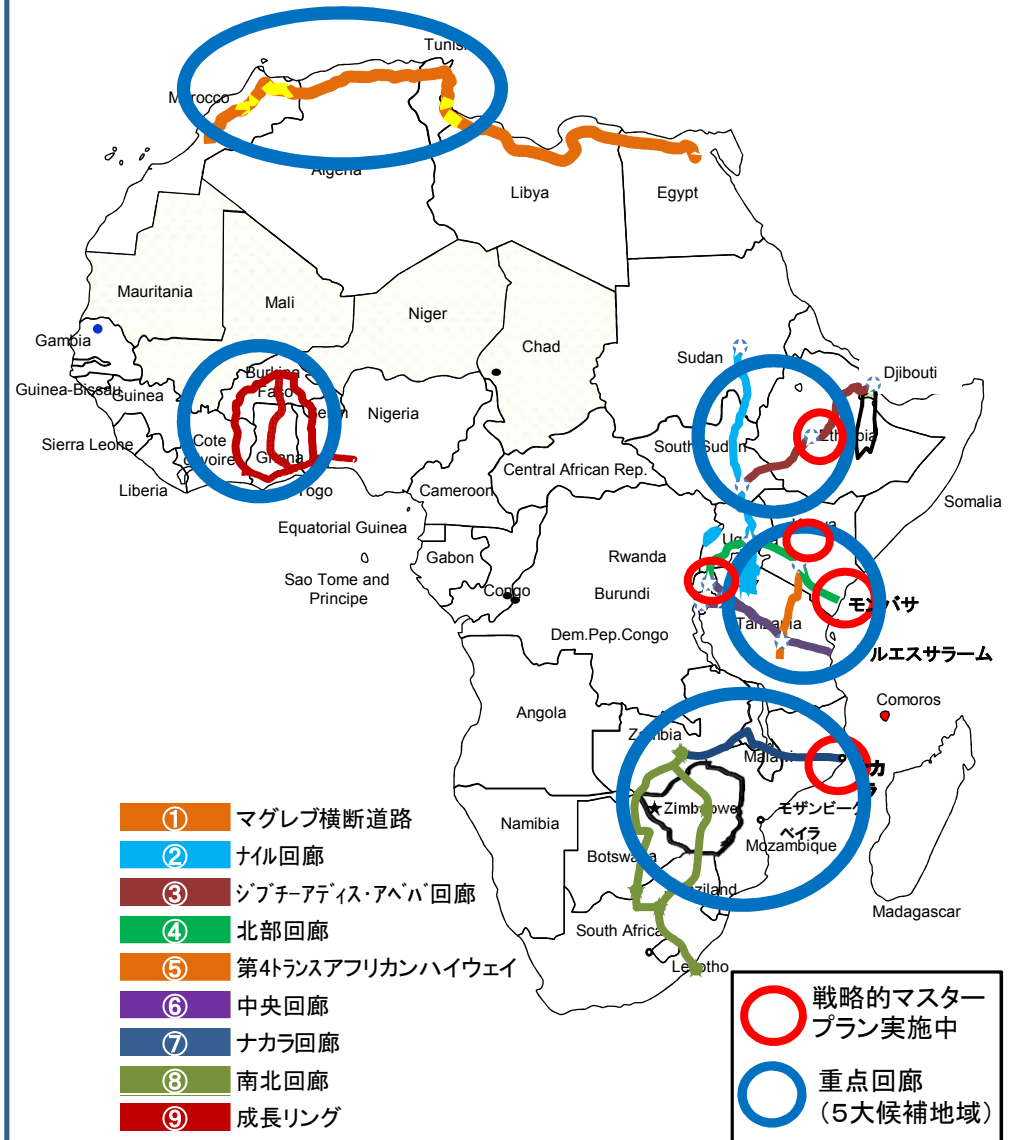 Tunis
Morocco
Algeria
Libya
Egypt
Mauritania
Mali
Niger
Chad
Sudan
Djibouti
Gambia
Guinea-Bissau
Guinea
Burkina
Faso
Benin
Nigeria
Ethiopia
South Sudan
Sierra Leone
Cote
d'Ivoire
Ghana
Central African Rep.
Liberia
Togo
Cameroon
Somalia
Equatorial Guinea
Gabon
Rwanda
Sao Tome and
Principe
Congo
Burundi
モンバサ
Tanzania
Dem.Pep.Congo
ルエスサラーム
Angola
Comoros
Zambia
Malawi
カ
ラ
Zimbabwe
モザンビーク
ベイラ
Namibia
Mozambique
Botswana
ziland
Madagascar
South Africa
Lesotho
① マグレブ横断道路
② ナイル回廊
③ ジブチーアディス・アベバ回廊
④ 北部回廊
⑤ 第4トランスアフリカンハイウェイ
⑥ 中央回廊
⑦ ナカラ回廊
⑧ 南北回廊
⑨ 成長リング
戦略的マスター
プラン実施中
重点回廊
(5大候補地域)